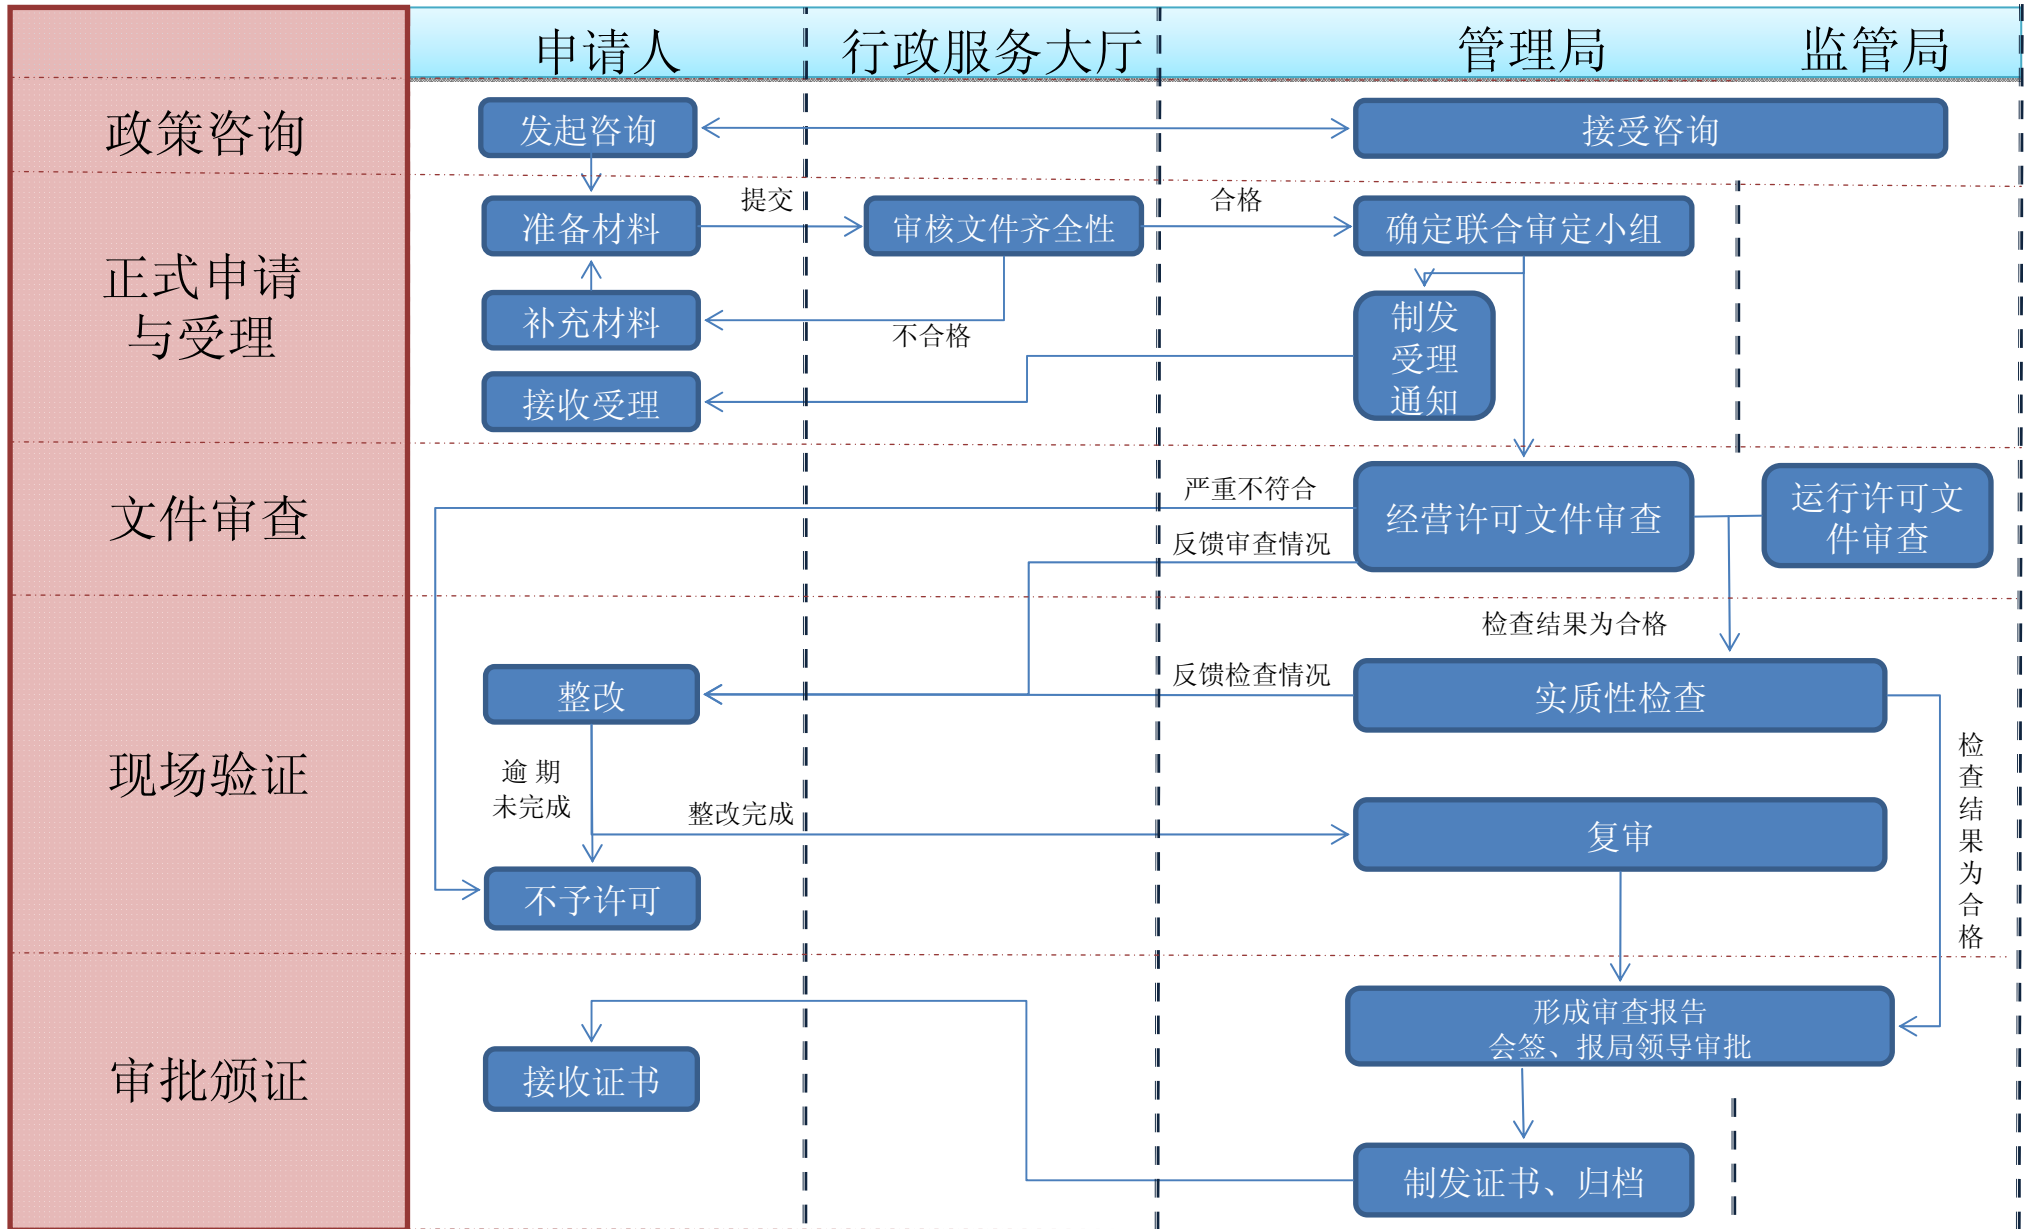 申请人
行政服务大厅
管理局
监管局
政策咨询
发起咨询
接受咨询
正式申请
与受理
准备材料
提交
审核文件齐全性
合格
确定联合审定小组
补充材料
不合格
制发
受理
通知
接收受理
文件审查
严重不符合
反馈审查情况
经营许可文件审查
运行许可文
件审查
现场验证
检查结果为合格
整改
反馈检查情况
实质性检查
检
查
结
果
为
合
格
逾 期
未完成
整改完成
复审
不予许可
审批颁证
形成审查报告
会签、报局领导审批
接收证书
制发证书、归档